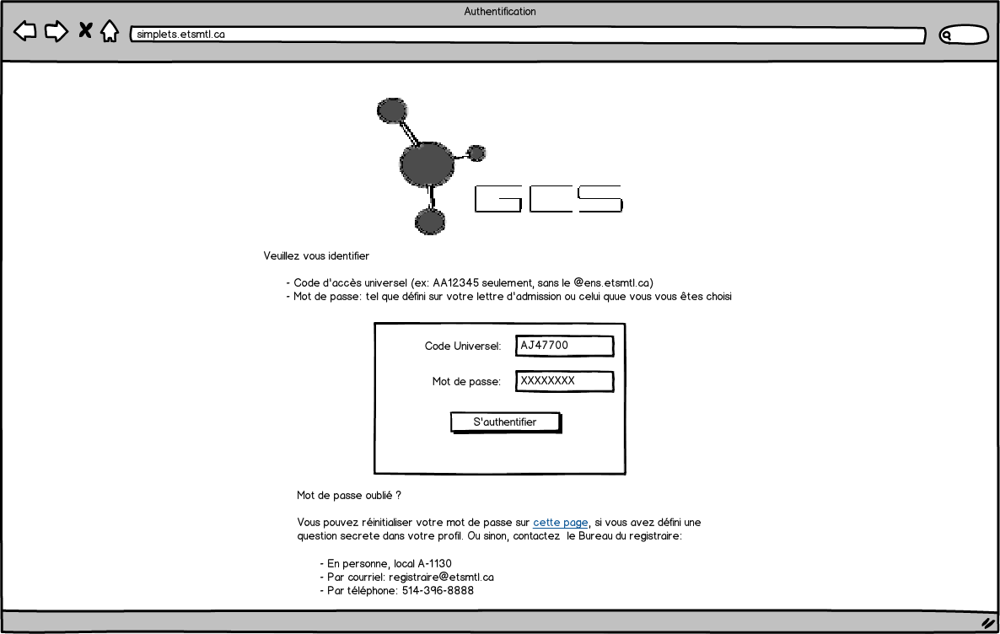 Authentification
simplets.etsmtl.ca
GCS
Veuillez vous identifier
- Code d'accès universel (ex: AA12345 seulement, sans le @ens.etsmtl.ca)
- Mot de passe: tel que défini sur votre lettre d'admission ou celui quue vous vous êtes choisi
Code Universel: AJ47700
Mot de passe: XXXXXXXX
S'authentifier
Mot de passe oublié ?
Vous pouvez réinitialiser votre mot de passe sur cette page, si vous avez défini une
question secrete dans votre profil. Ou sinon, contactez le Bureau du registraire:
- En personne, local A-1130
- Par courriel: registraire@etsmtl.ca
- Par téléphone: 514-396-8888